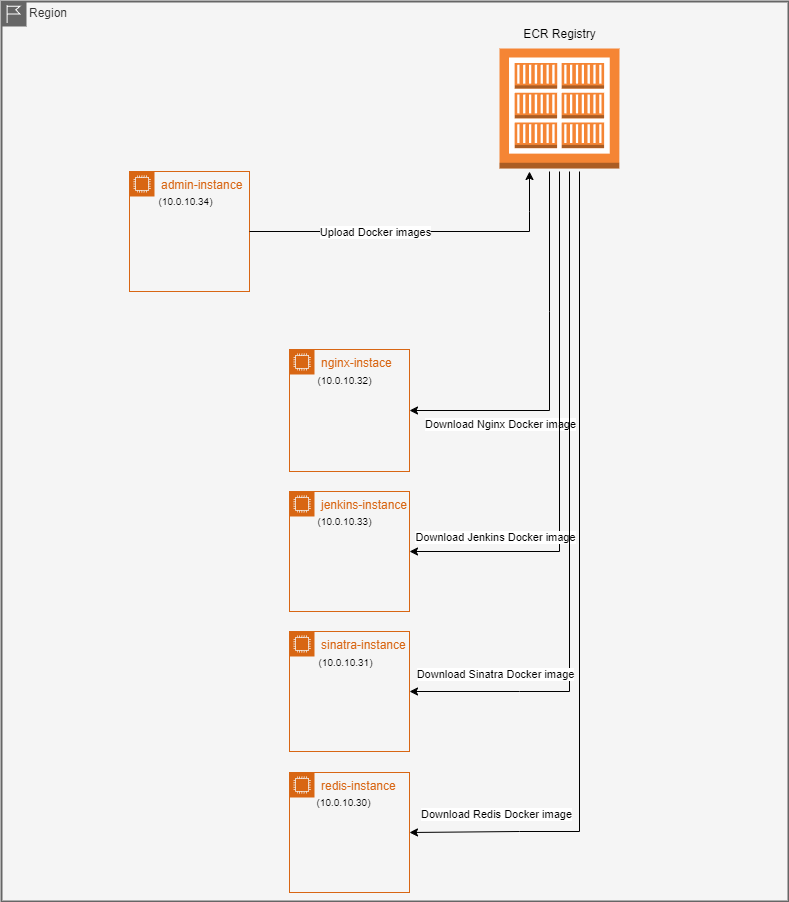 Region
ECR Registry
admin-instance
(10.0.10.34)
Upload Docker images
nginx-instace
(10.0.10.32)
Download Nginx Docker image
jenkins-instance
(10.0.10.33)
Download Jenkins Docker image
sinatra-instance
(10.0.10.31)
Download Sinatra Docker image
redis-instance
(10.0.10.30)
Download Redis Docker image